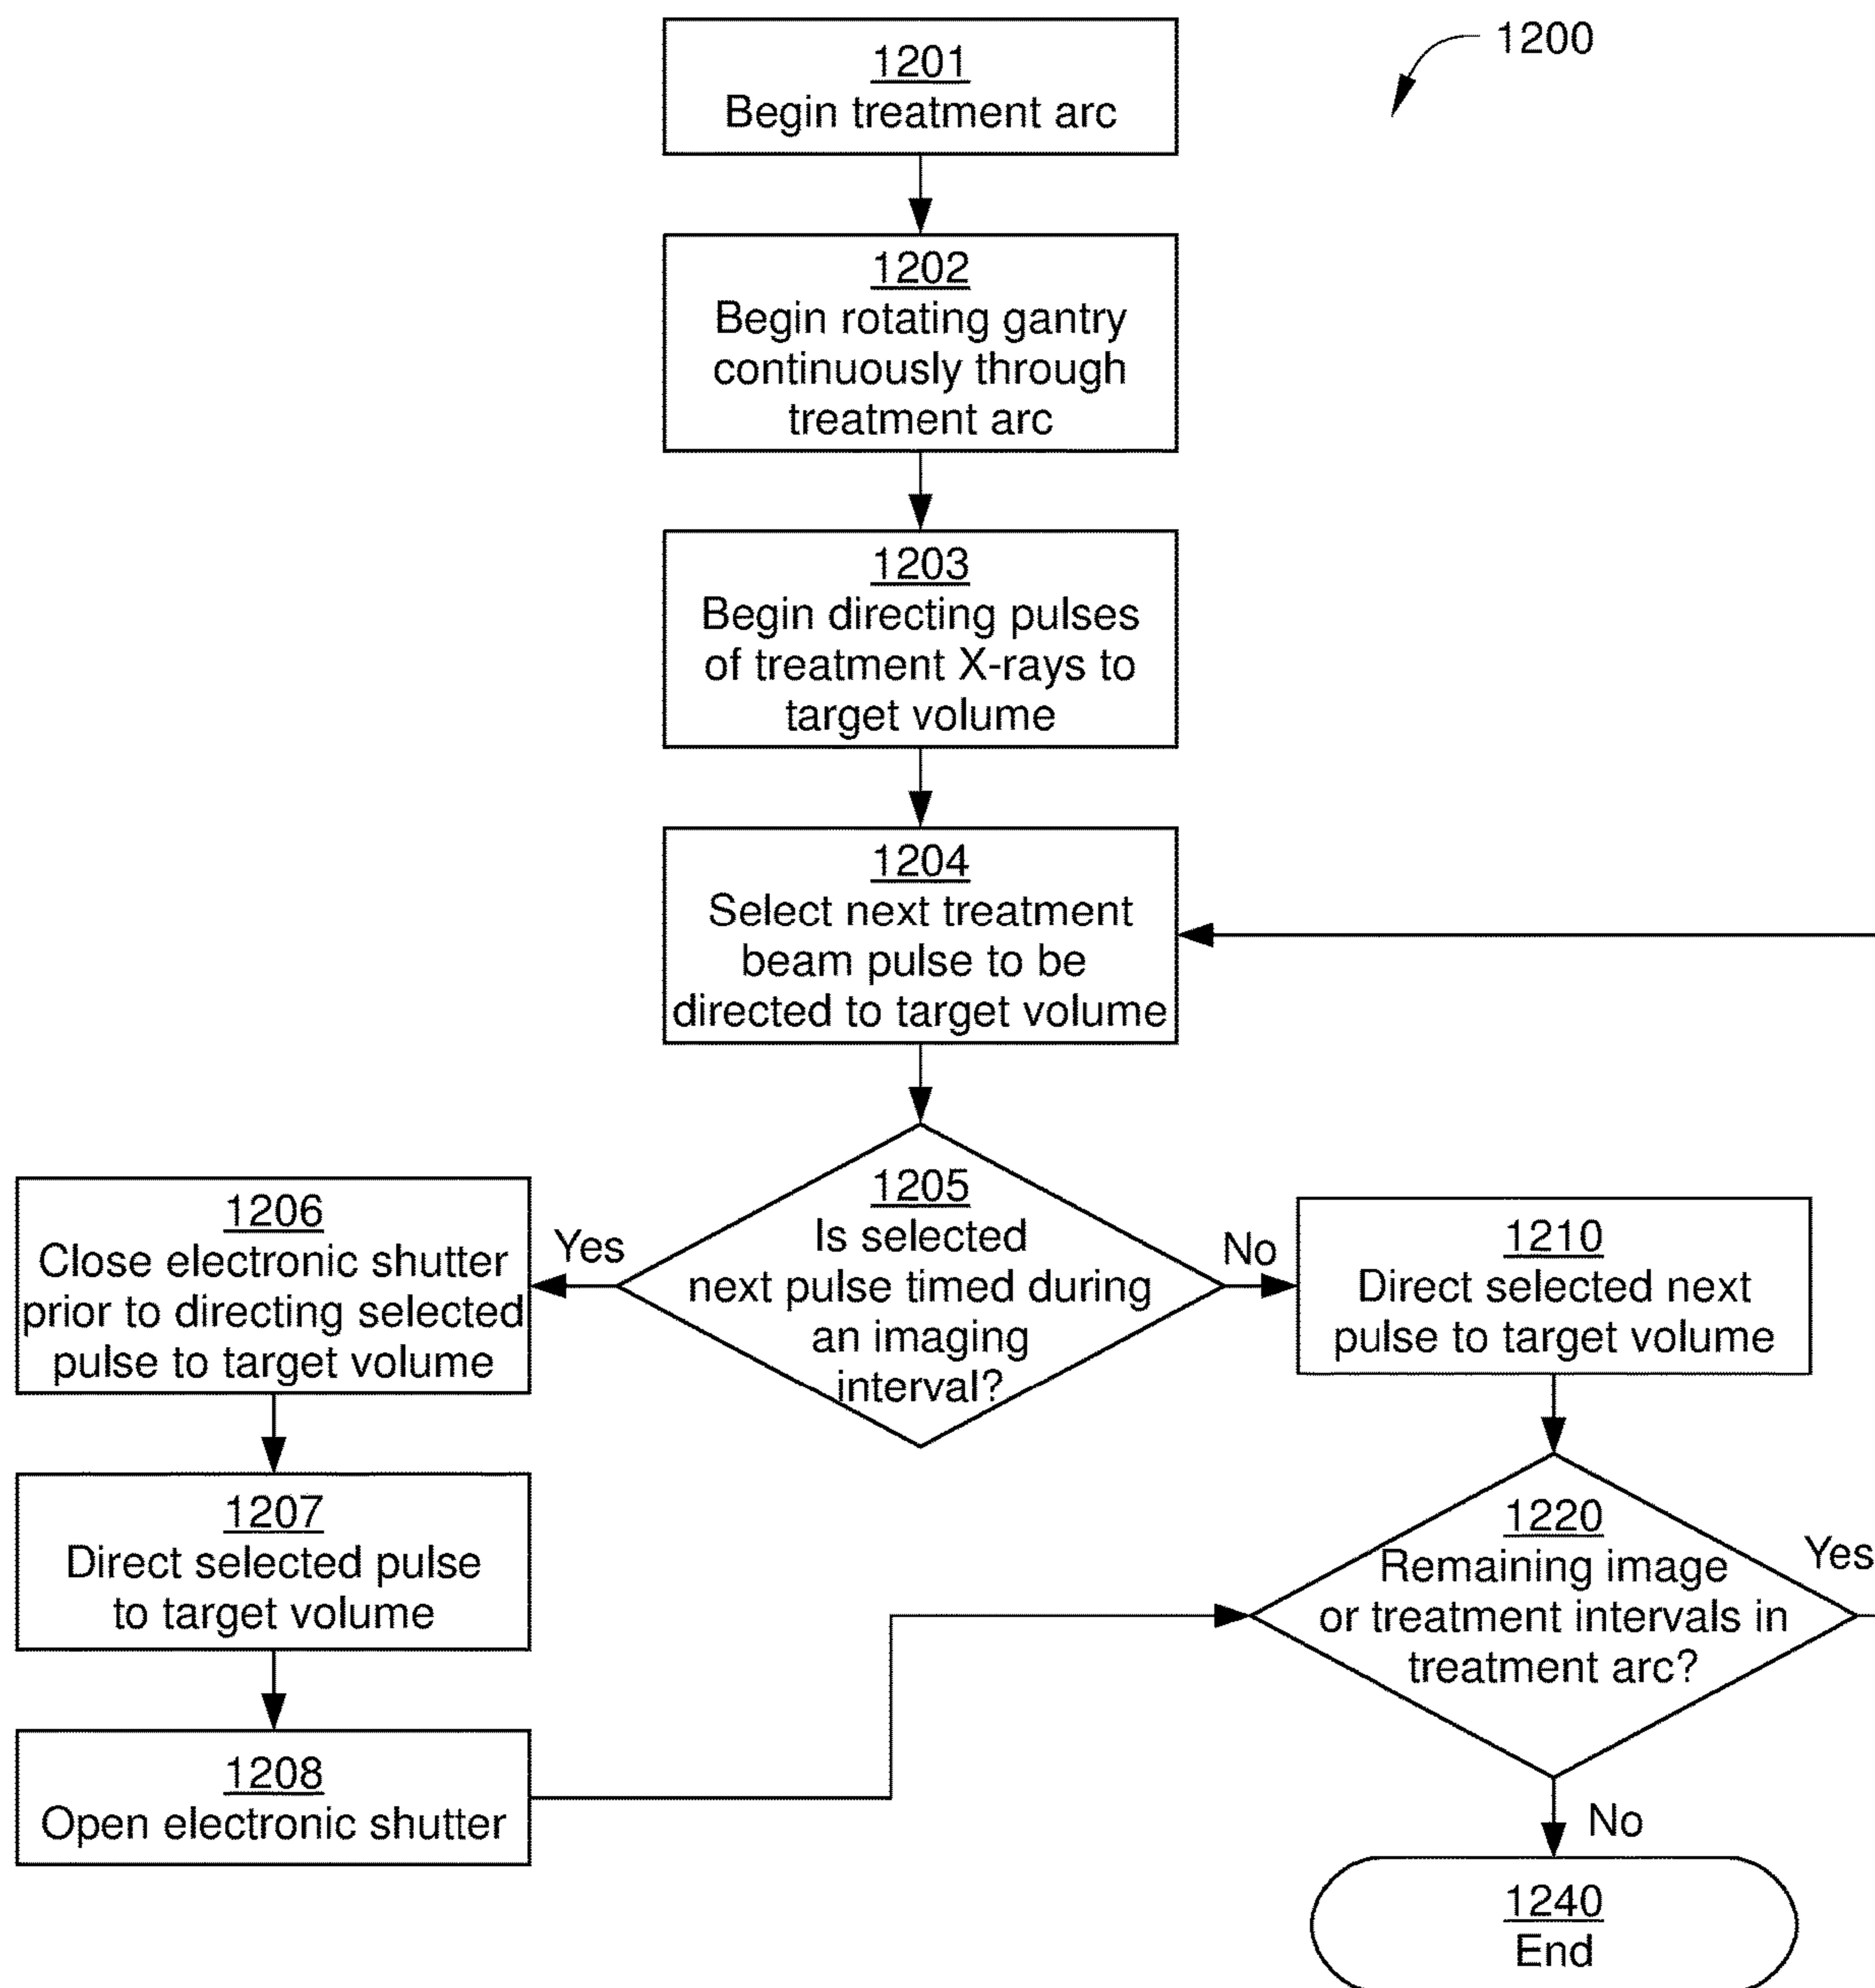 1200
1201
Begin treatment arc
1202
Begin rotating gantry
continuously through
treatment arc
1203
Begin directing pulses
of treatment X-rays to
target volume
1204
Select next treatment
beam pulse to be
directed to target volume
1205
Is selected
next pulse timed during
an imaging
interval?
Yes
No
1206
Close electronic shutter
prior to directing selected
pulse to target volume
1207
Direct selected pulse
to target volume
1208
Open electronic shutter
1210
Direct selected next
pulse to target volume
1220
Remaining image
or treatment intervals in
treatment arc?
Yes
No
1240
End